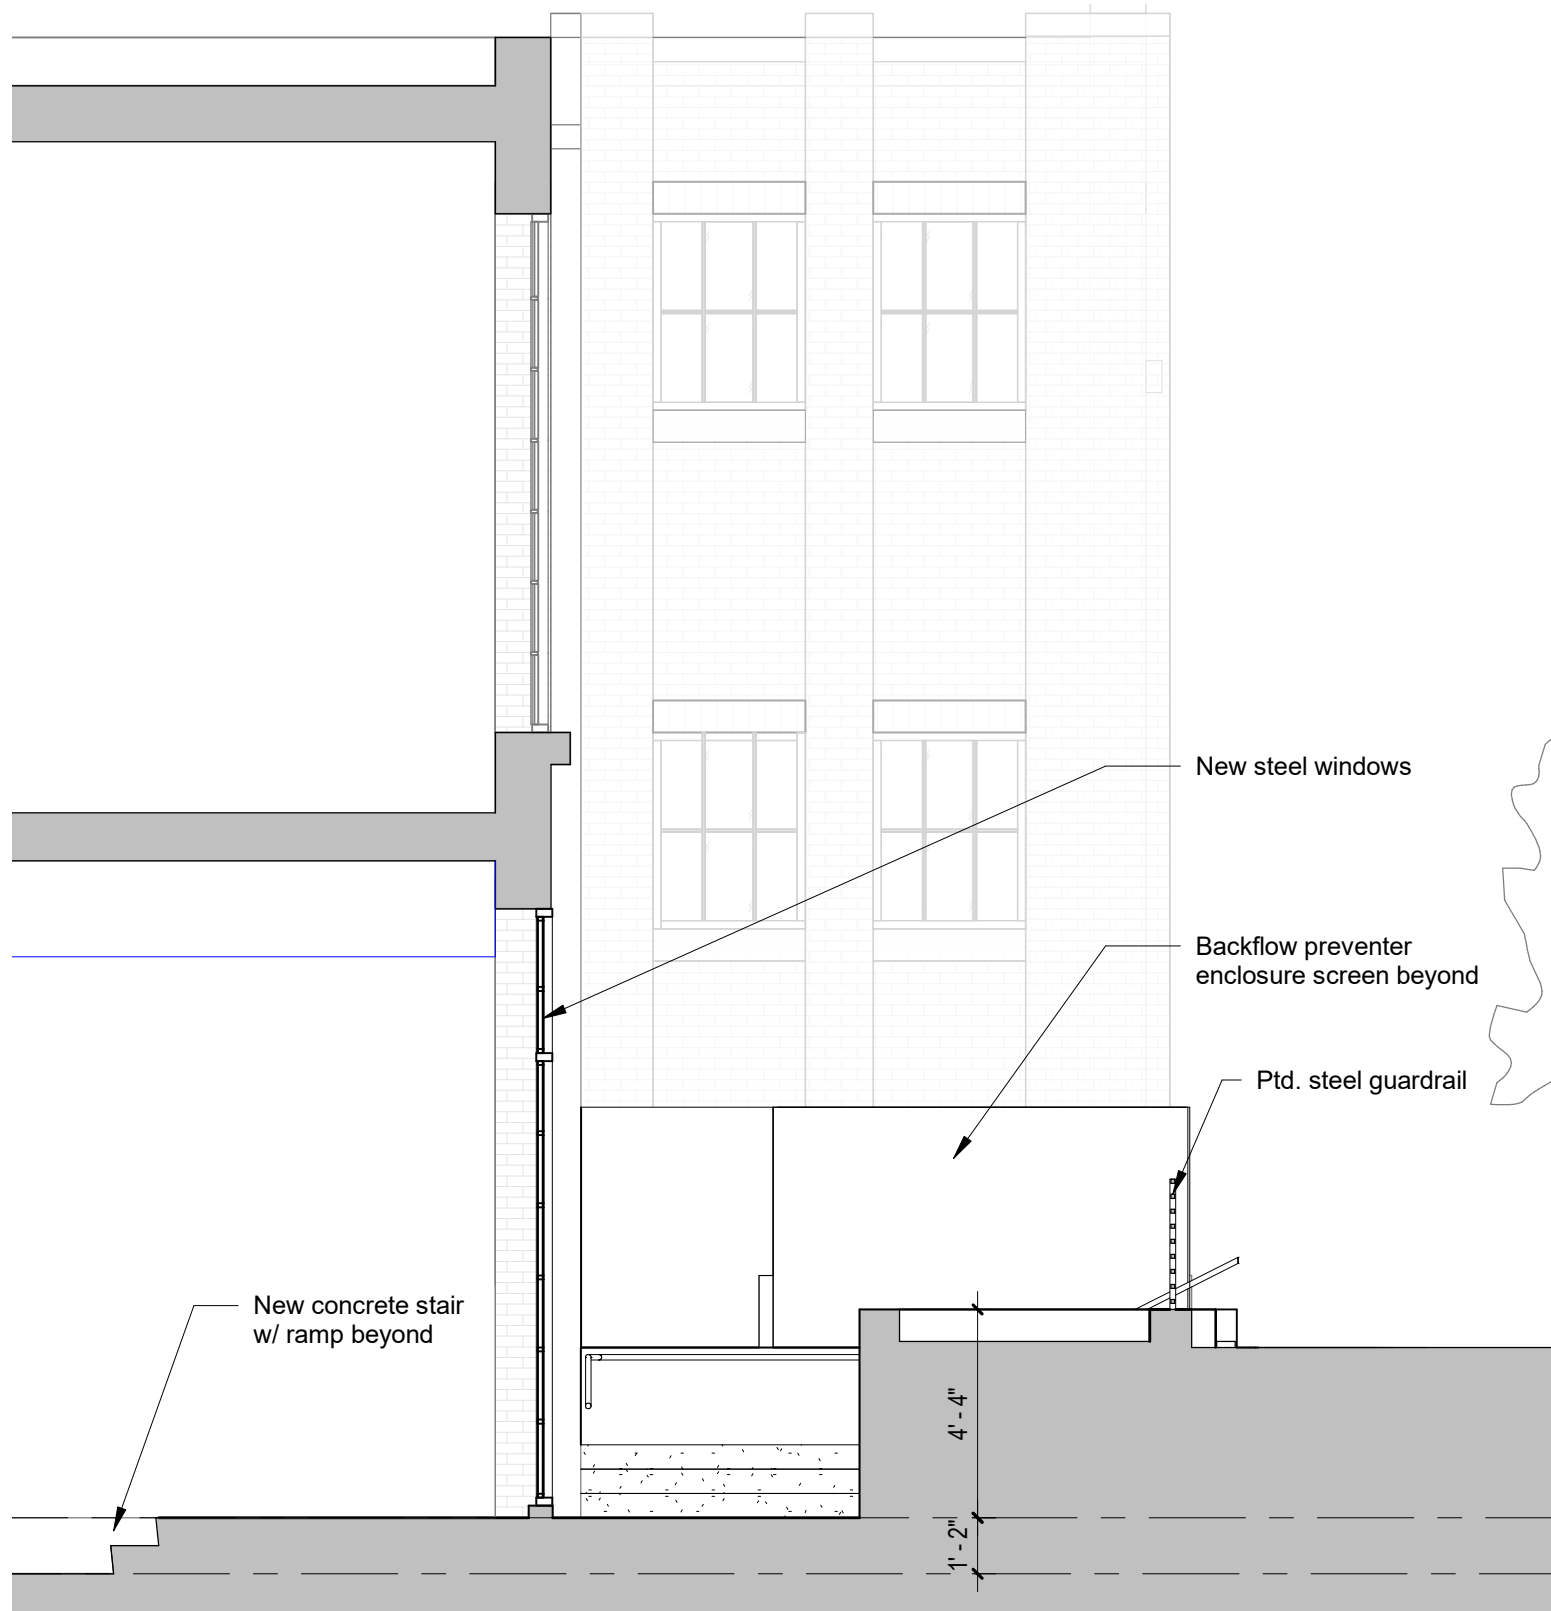 New steel windows
Backflow preventer
enclosure screen beyond
Ptd. steel guardrail
New concrete stair
w/ ramp beyond
4' - 4"
1' - 2"